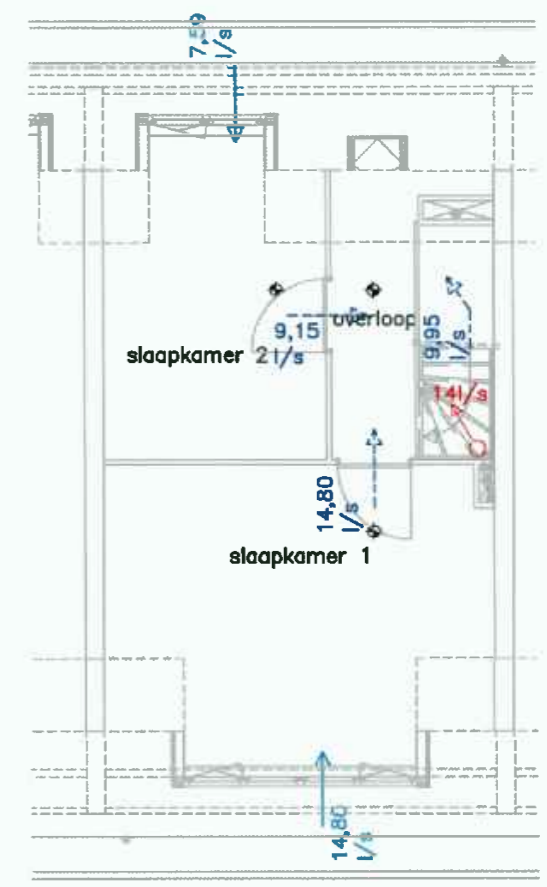 7,59
l/s
overloop
9,15
l/s
9,95
l/s
slaapkamer 2
14l/s
14,80
l/s
slaapkamer 1
14,80
l/s